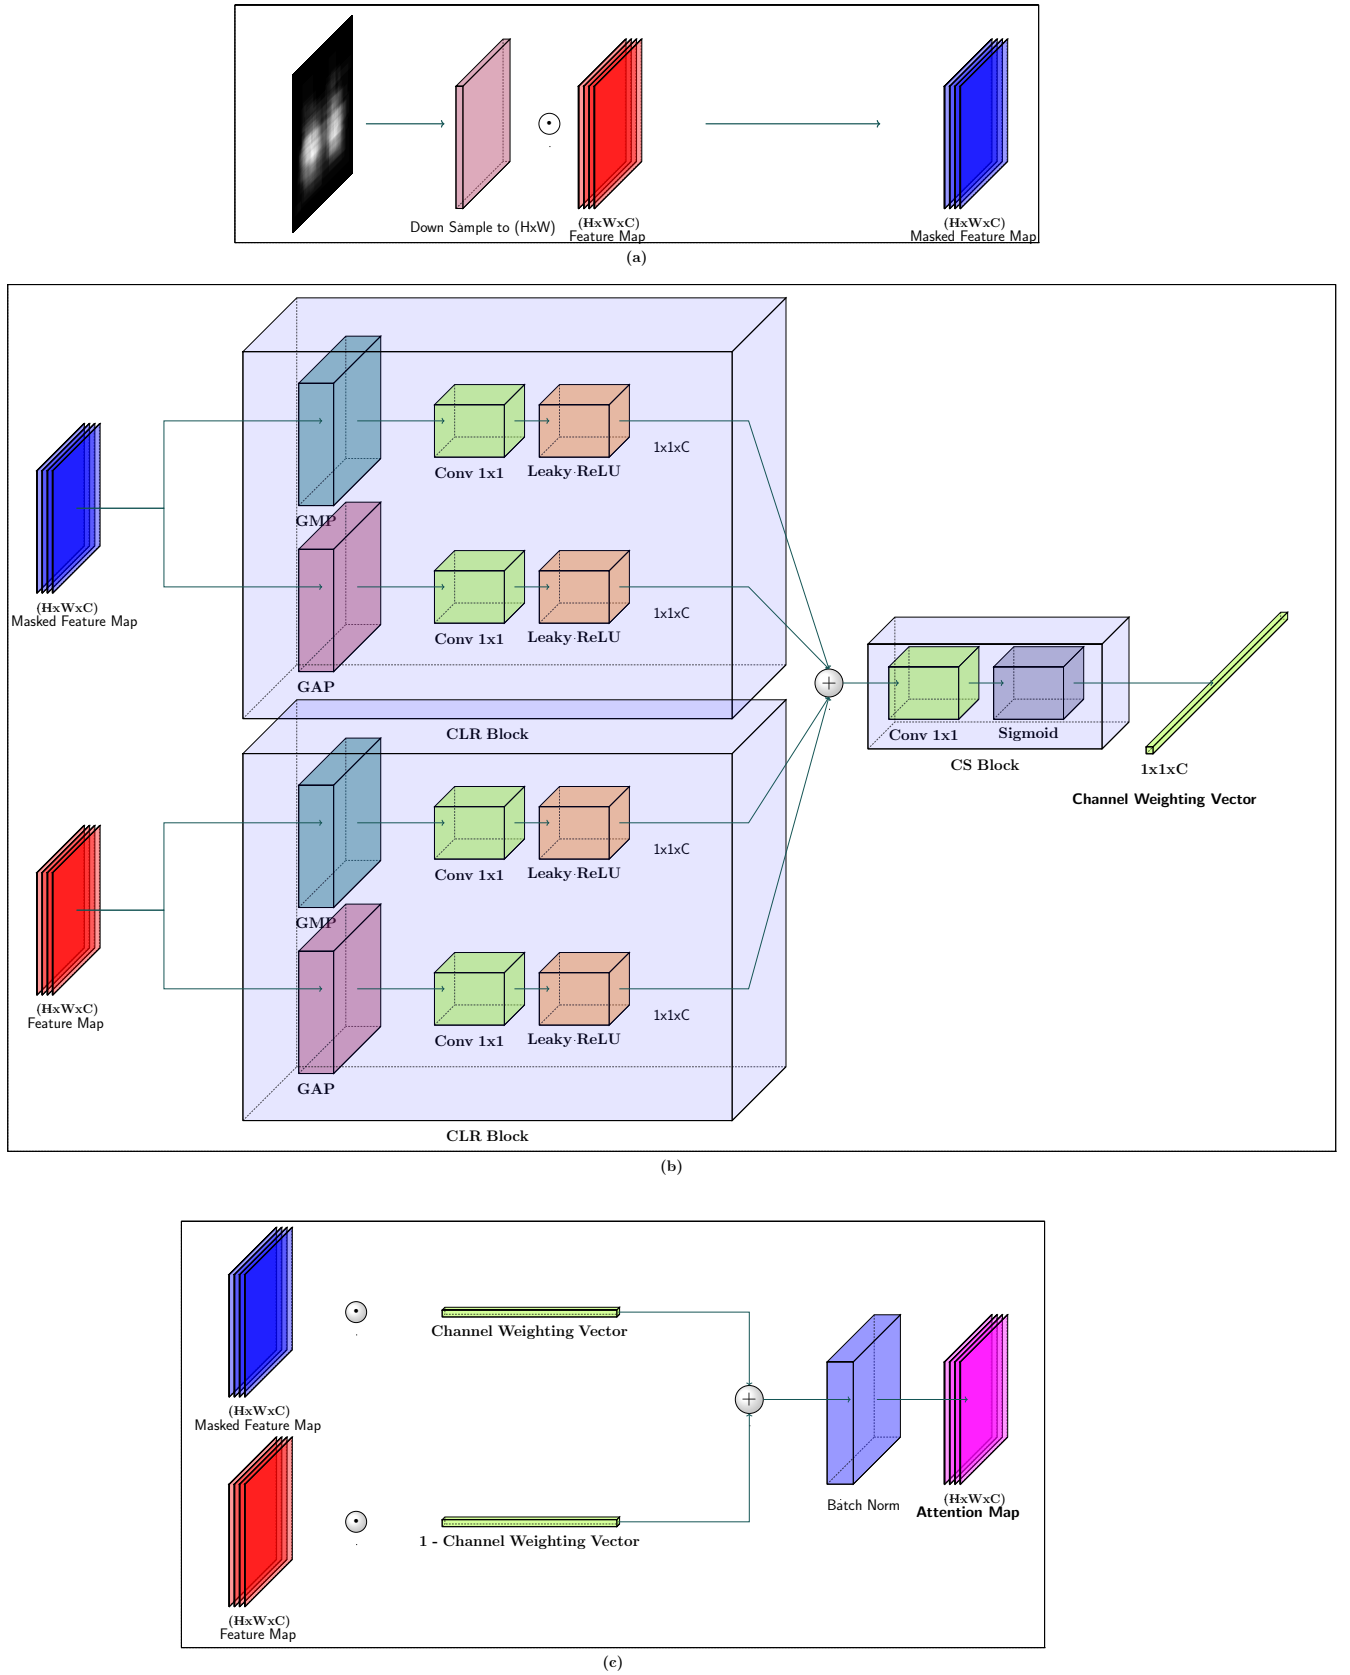 Down Sample to (HxW)
(HxWxC)
Feature Map
(HxWxC)
Masked Feature Map
(a)
GMP
Conv 1x1
Leaky ReLU
1x1xC
(HxWxC)
Masked Feature Map
GAP
Conv 1x1
Leaky ReLU
1x1xC
CLR Block
Conv 1x1
Sigmoid
CS Block
1x1xC
Channel Weighting Vector
GMP
Conv 1x1
Leaky ReLU
1x1xC
(HxWxC)
Feature Map
GAP
Conv 1x1
Leaky ReLU
1x1xC
CLR Block
(b)
(HxWxC)
Masked Feature Map
Channel Weighting Vector
Batch Norm
(HxWxC)
Attention Map
1 - Channel Weighting Vector
(HxWxC)
Feature Map
(c)